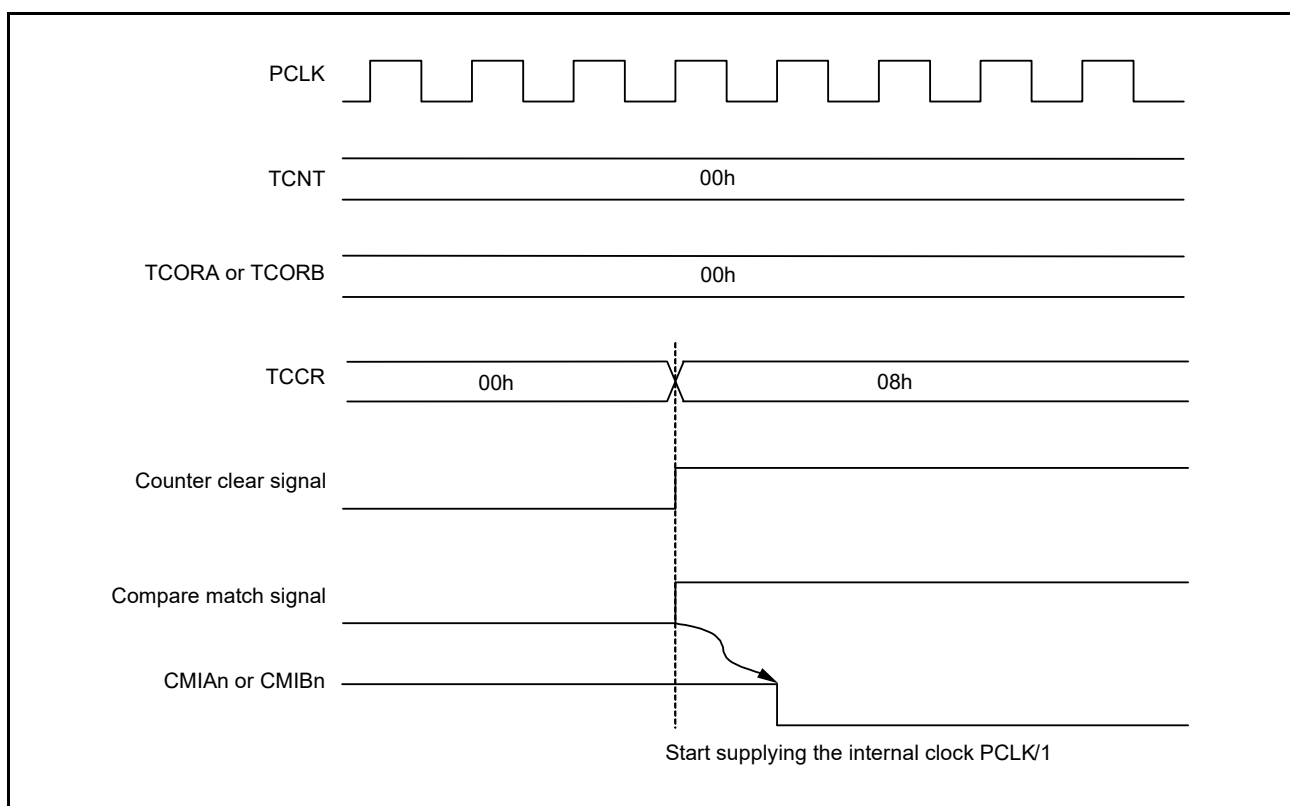 PCLK
TCNT
00h
TCORA or TCORB
00h
TCCR
00h
08h
Counter clear signal
Compare match signal
CMIAn or CMIBn
Start supplying the internal clock PCLK/1